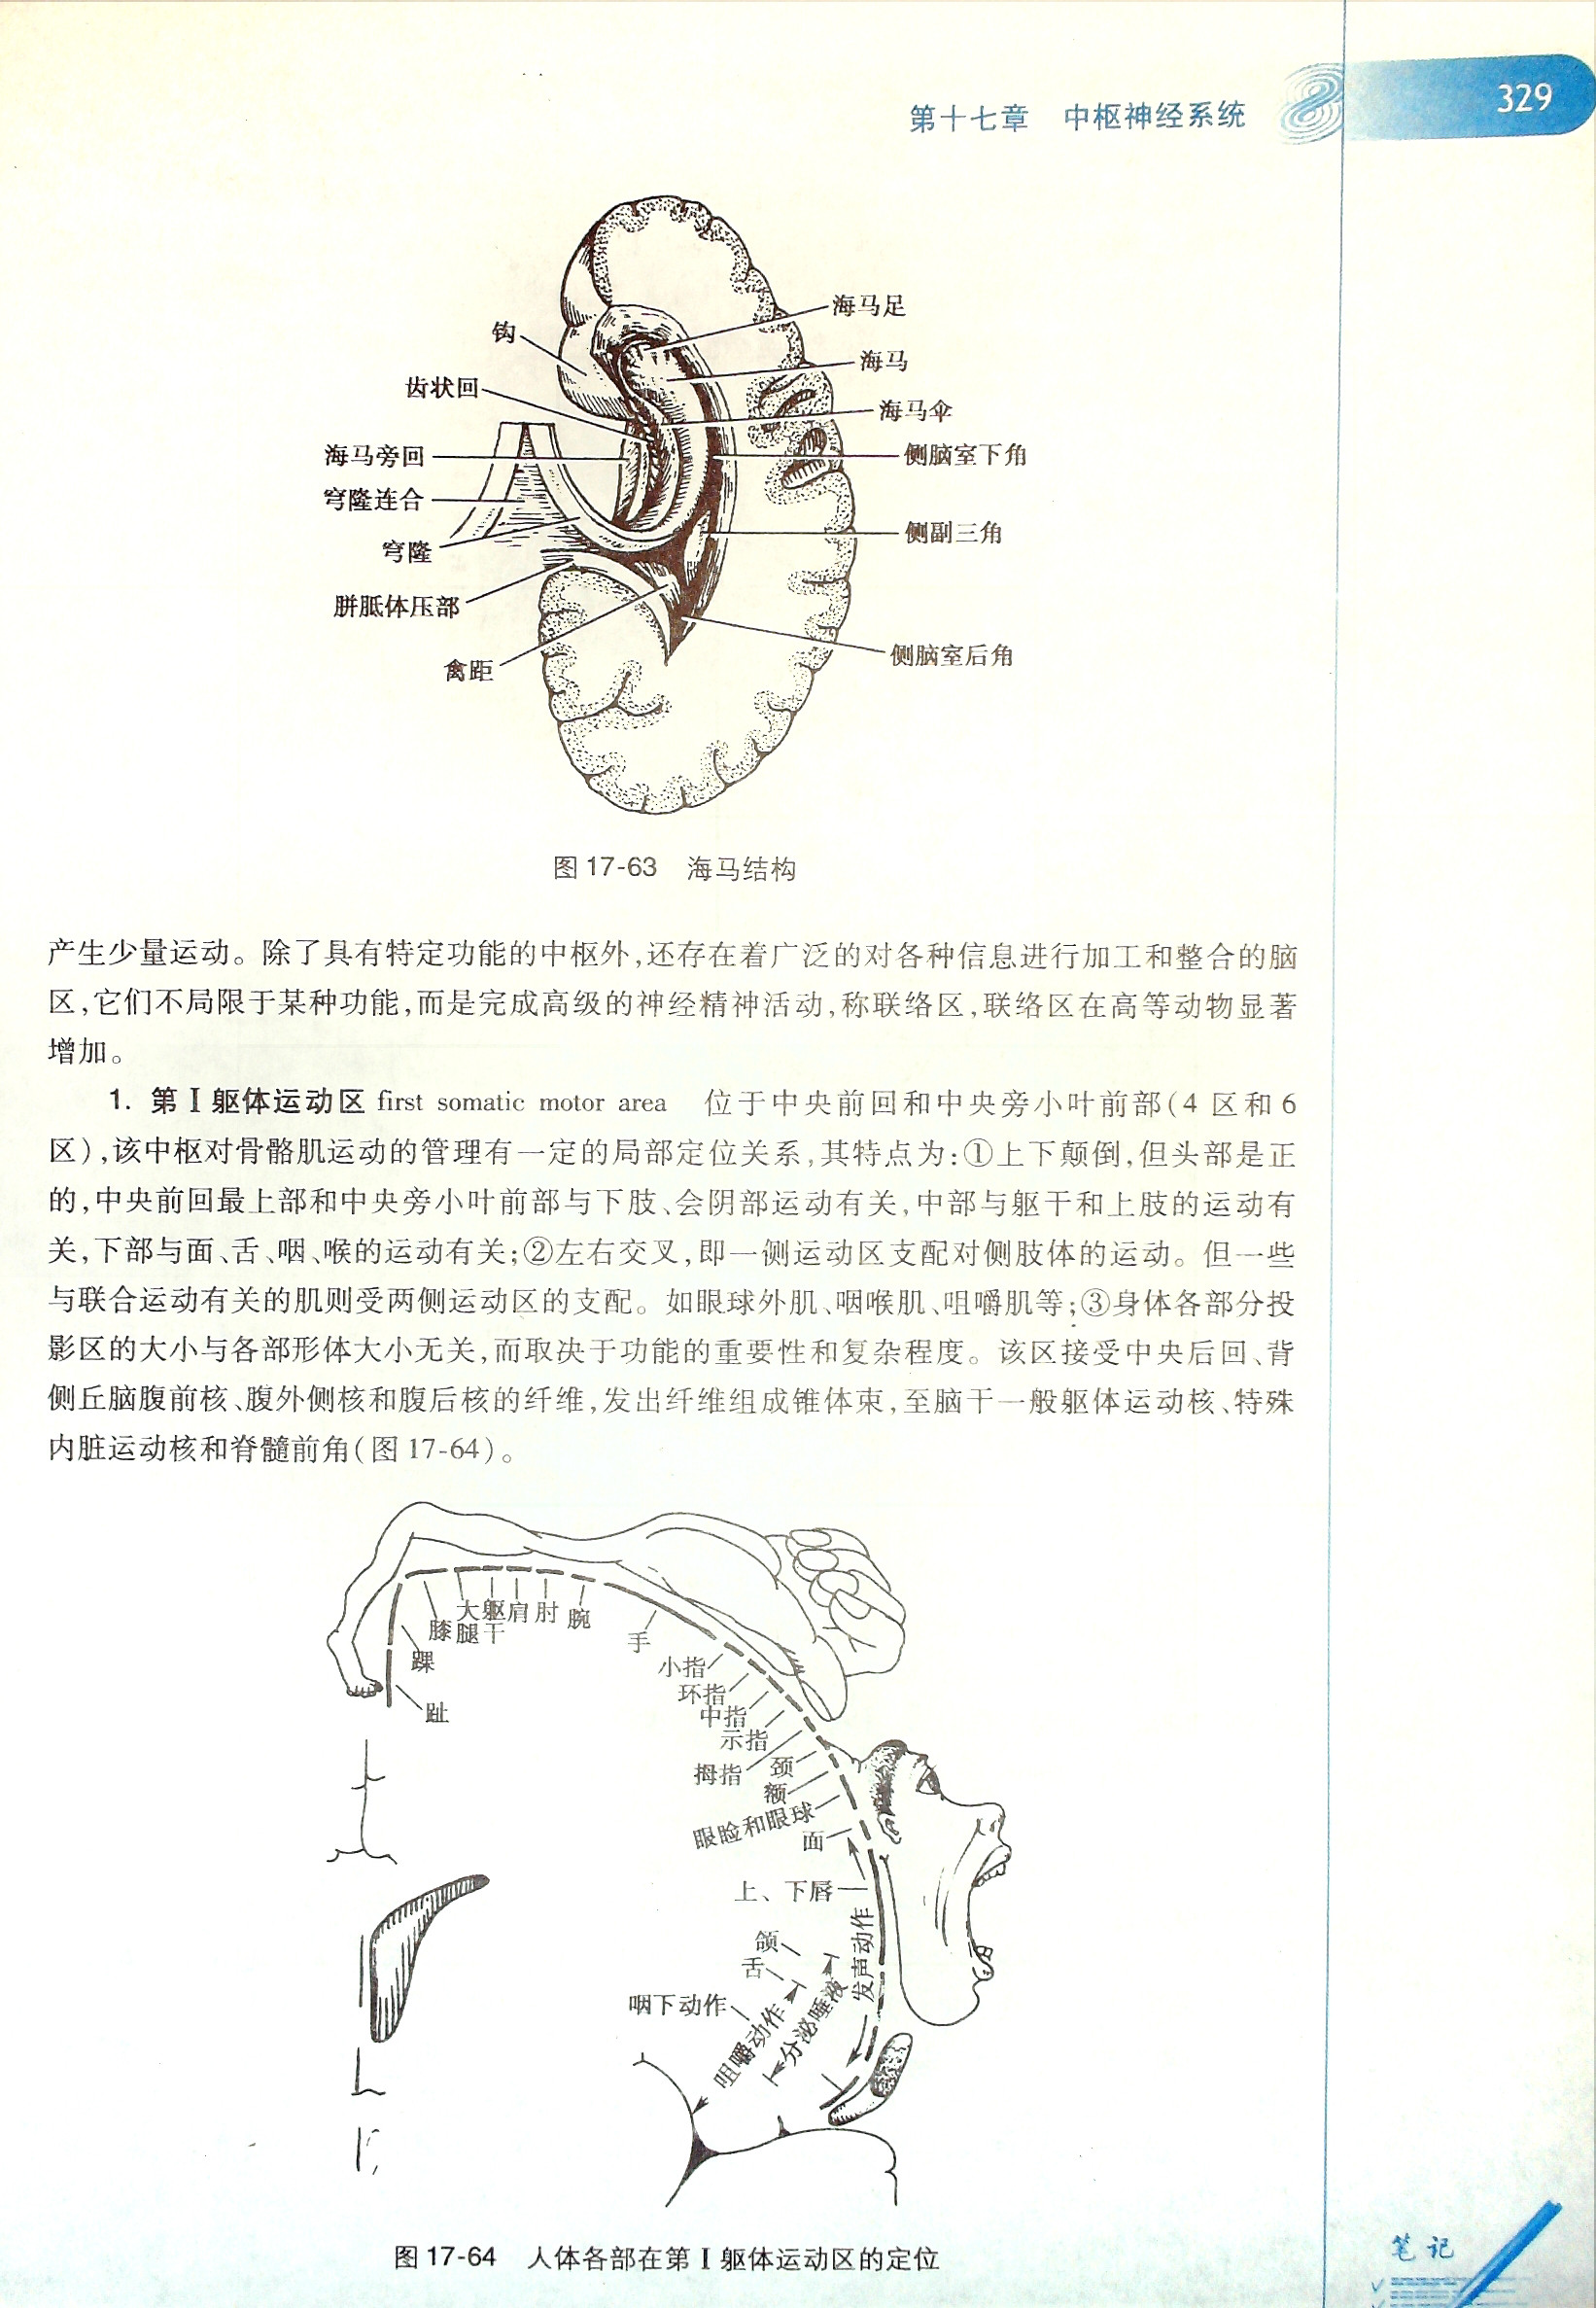 第十七章 中枢神经系统
329
海马足
钩
海马
齿状回
海马伞
海马旁回
侧脑室下角
穹隆连合
侧副三角
穹隆
胼胝体压部
侧脑室后角
禽距
图 17-63 海马结构
产生少量运动。除了具有特定功能的中枢外,还存在着广泛的对各种信息进行加工和整合的脑
区,它们不局限于某种功能,而是完成高级的神经精神活动,称联络区,联络区在高等动物显著
增加。
1. 第Ⅰ躯体运动区 first somatic motor area 位于中央前回和中央旁小叶前部(4 区和 6
区),该中枢对骨骼肌运动的管理有一定的局部定位关系,其特点为:①上下颠倒,但头部是正
的,中央前回最上部和中央旁小叶前部与下肢、会阴部运动有关,中部与躯干和上肢的运动有
关,下部与面、舌、咽、喉的运动有关;②左右交叉,即一侧运动区支配对侧肢体的运动。但一些
与联合运动有关的肌则受两侧运动区的支配。如眼球外肌、咽喉肌、咀嚼肌等;③身体各部分投
影区的大小与各部形体大小无关,而取决于功能的重要性和复杂程度。该区接受中央后回、背
侧丘脑腹前核、腹外侧核和腹后核的纤维,发出纤维组成锥体束,至脑干一般躯体运动核、特殊
内脏运动核和脊髓前角(图 17-64)。
趾
踝
膝
大腿
躯干
肩
肘
腕
手
小指
环指
中指
示指
拇指
颈
额
眼睑和眼球
面
上、下唇
发声动作
颌
舌
分泌唾液
咽下动作
咀嚼动作
图 17-64 人体各部在第Ⅰ躯体运动区的定位
笔记